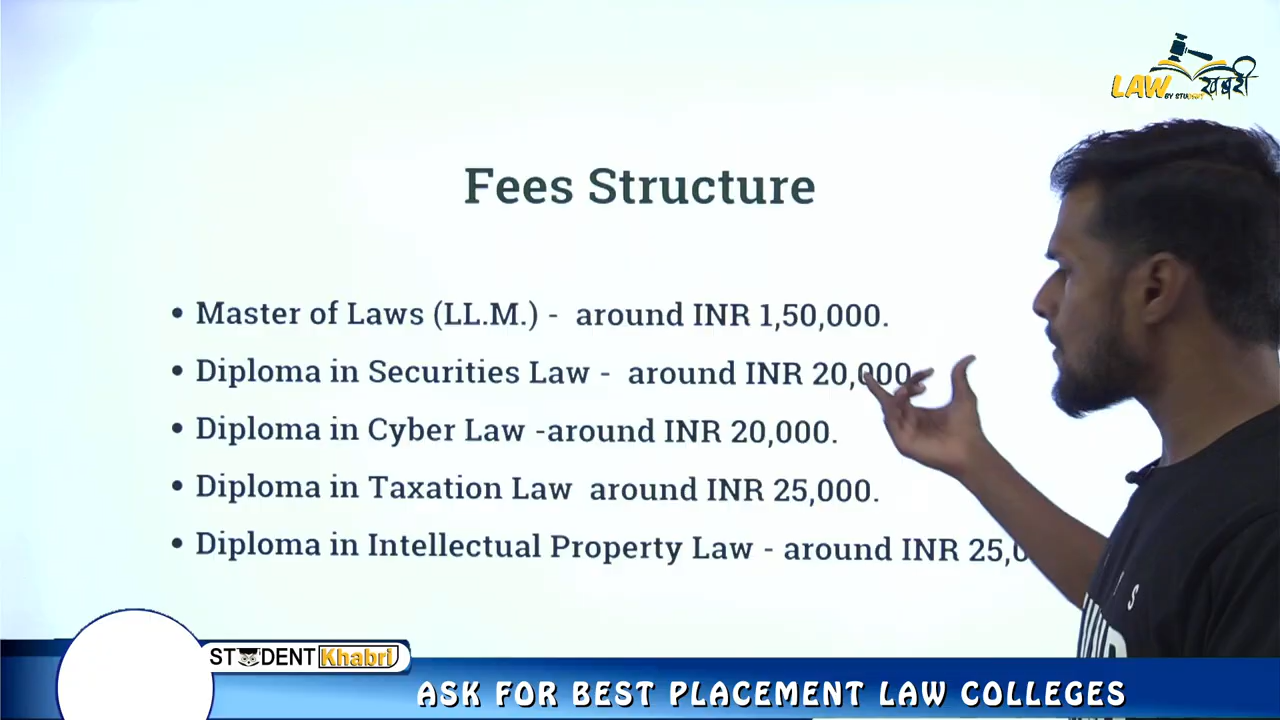 LAW खबरी
BY STUDENT
Fees Structure
• Master of Laws (LL.M.) - around INR 1,50,000.
• Diploma in Securities Law - around INR 20,000
• Diploma in Cyber Law -around INR 20,000.
• Diploma in Taxation Law around INR 25,000.
• Diploma in Intellectual Property Law - around INR 25,0
STUDENT Khabri
ASK FOR BEST PLACEMENT LAW COLLEGES